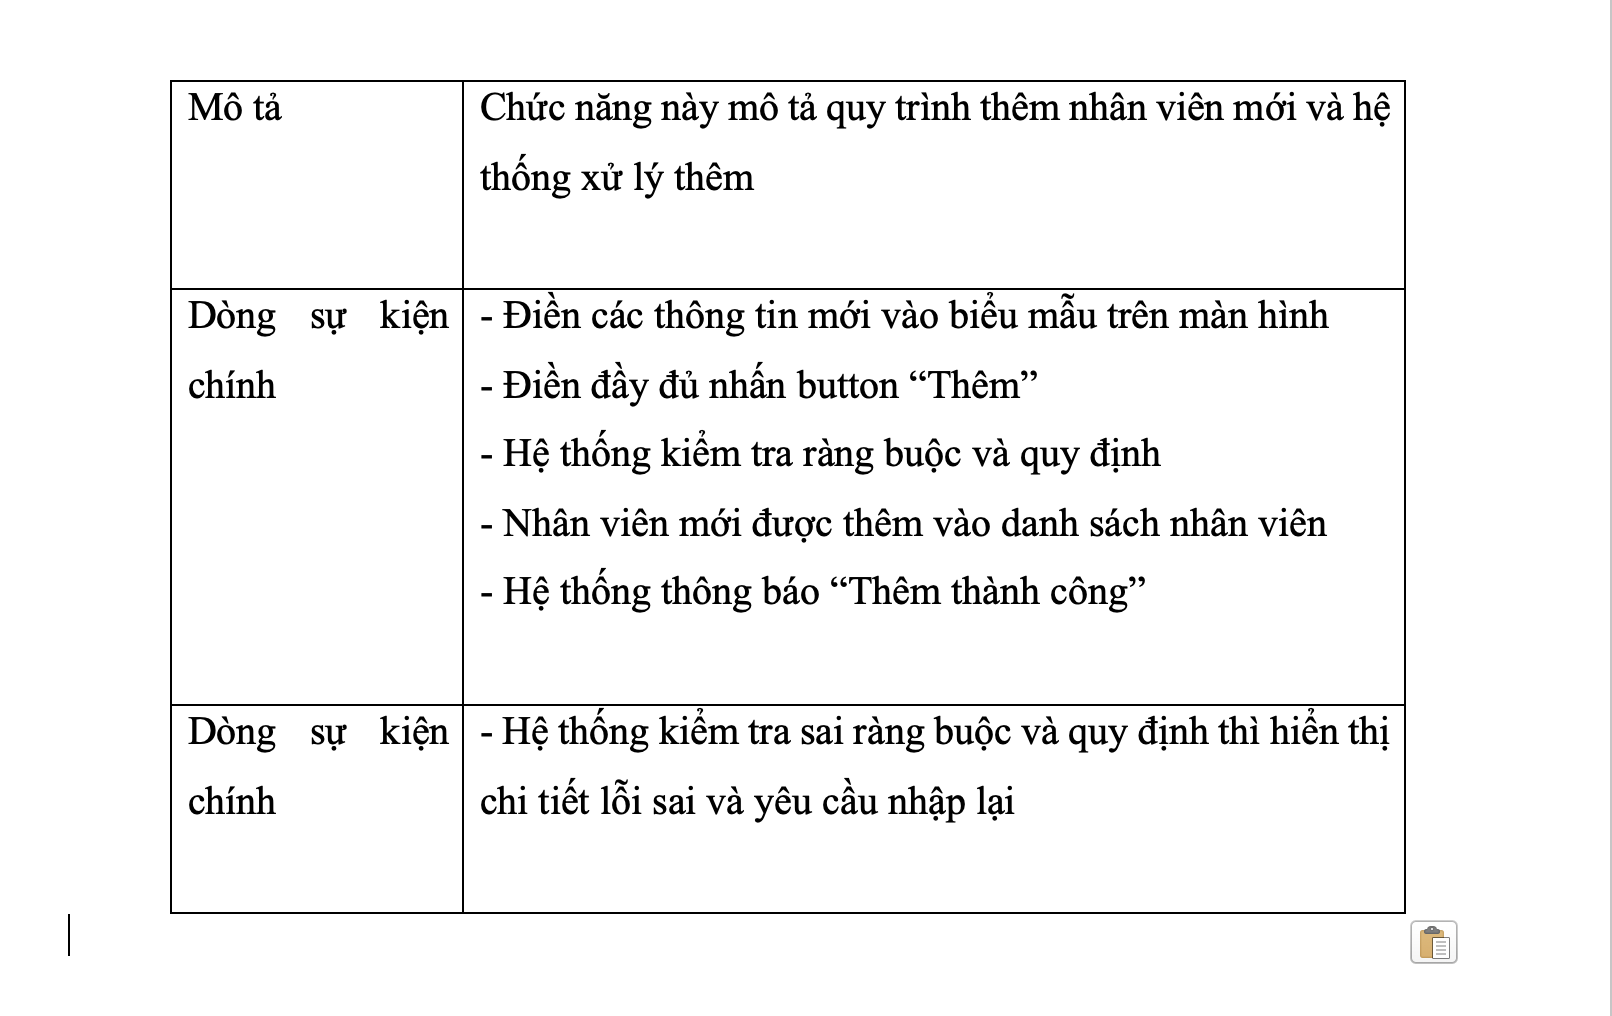 Mô tả
Chức năng này mô tả quy trình thêm nhân viên mới và hệ
thống xử lý thêm
Dòng sự kiện
chính
- Điền các thông tin mới vào biểu mẫu trên màn hình
- Điền đầy đủ nhấn button “Thêm”
- Hệ thống kiểm tra ràng buộc và quy định
- Nhân viên mới được thêm vào danh sách nhân viên
- Hệ thống thông báo “Thêm thành công”
Dòng sự kiện
chính
- Hệ thống kiểm tra sai ràng buộc và quy định thì hiển thị
chi tiết lỗi sai và yêu cầu nhập lại